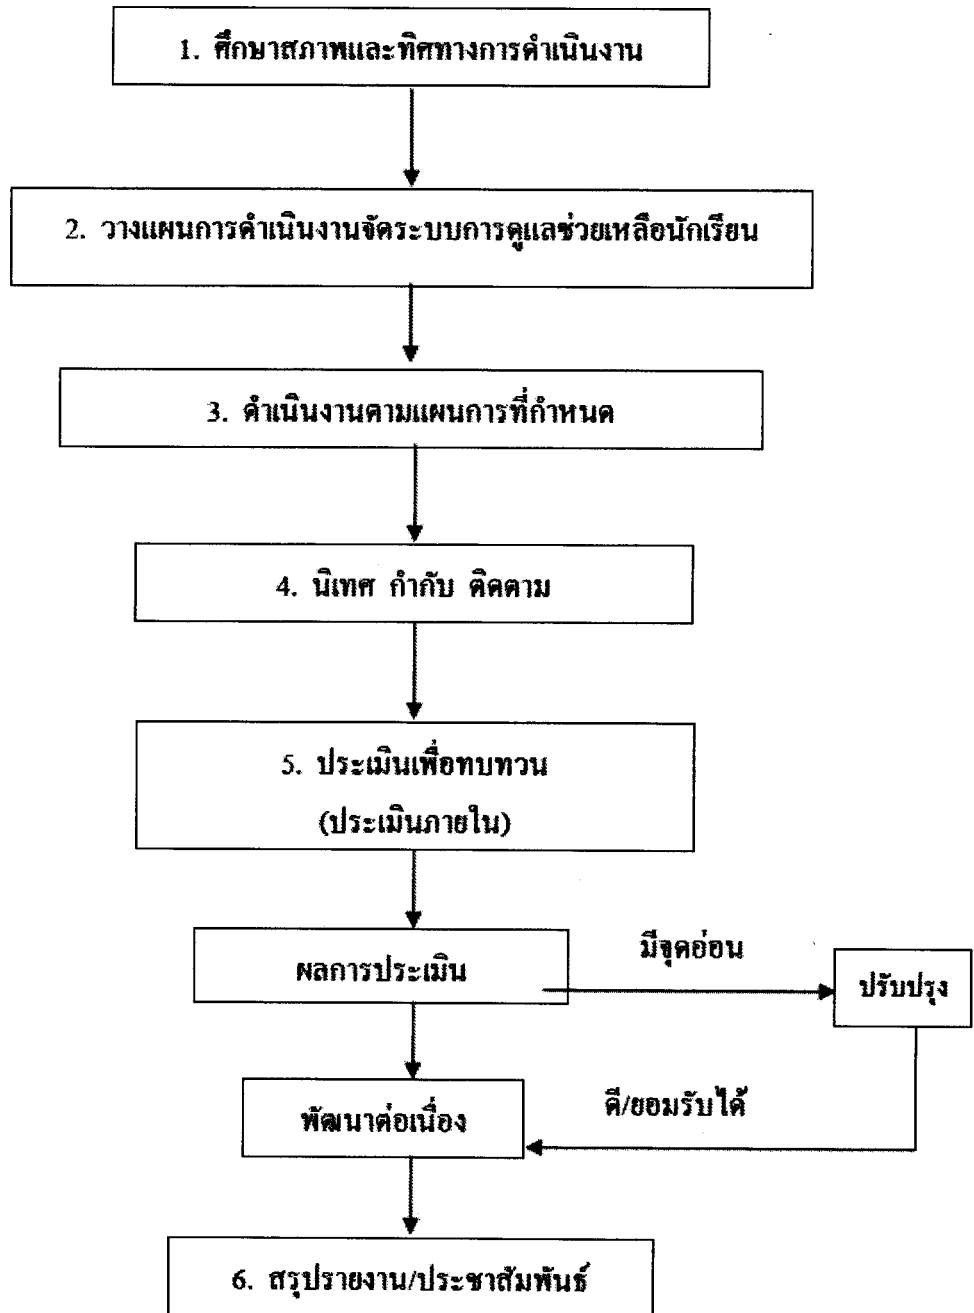 1. ศึกษาสภาพและทิศทางการดำเนินงาน
2. วางแผนการดำเนินงานจัดระบบการดูแลช่วยเหลือนักเรียน
3. ดำเนินงานตามแผนการที่กำหนด
4. นิเทศ กำกับ ติดตาม
5. ประเมินเพื่อทบทวน
(ประเมินภายใน)
ผลการประเมิน
มีจุดอ่อน
ปรับปรุง
พัฒนาต่อเนื่อง
ดี/ยอมรับได้
6. สรุปรายงาน/ประชาสัมพันธ์